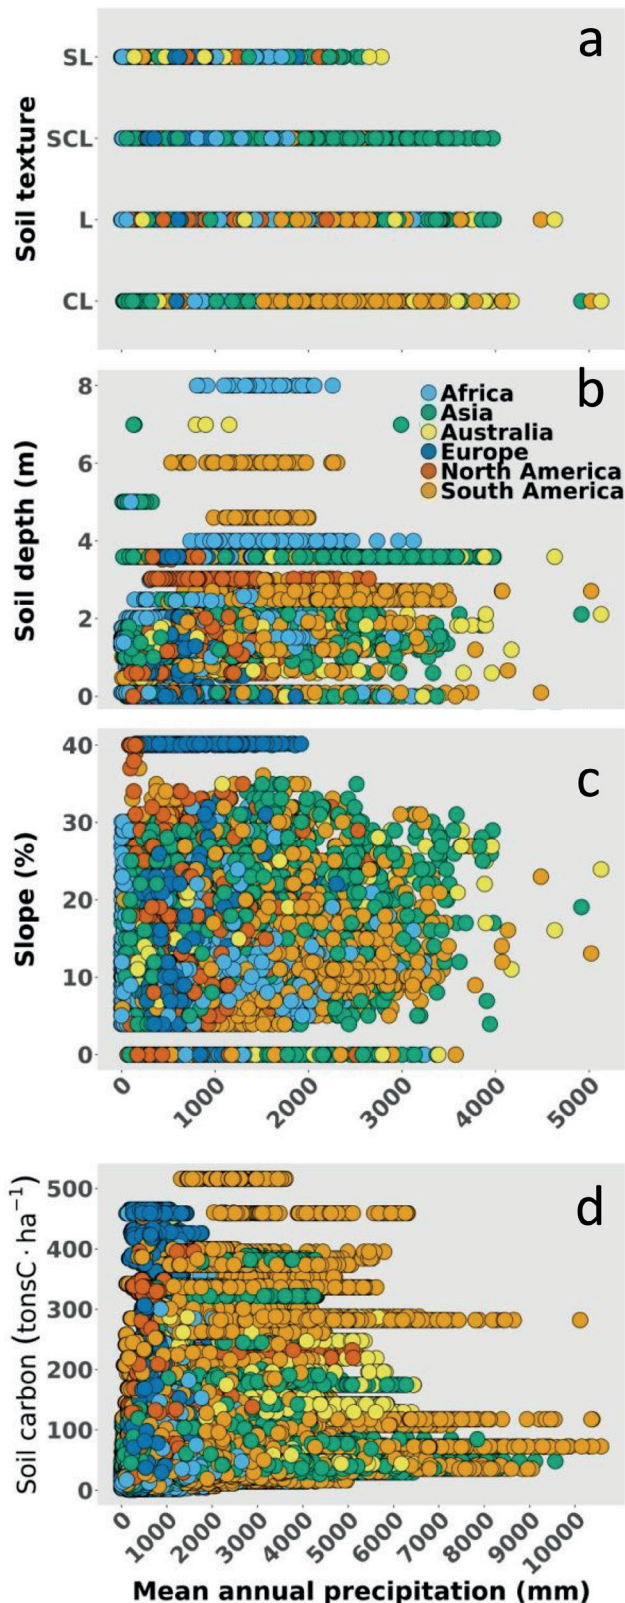 a
SL
SCL
L
CL
Soil texture
b
8
6
4
2
0
Soil depth (m)
Africa
Asia
Australia
Europe
North America
South America
c
40
30
20
10
0
Slope (%)
0 1000 2000 3000 4000 5000
d
500
400
300
200
100
0
Soil carbon (tonsC · ha⁻¹)
0 1000 2000 3000 4000 5000 6000 7000 8000 9000 10000
Mean annual precipitation (mm)